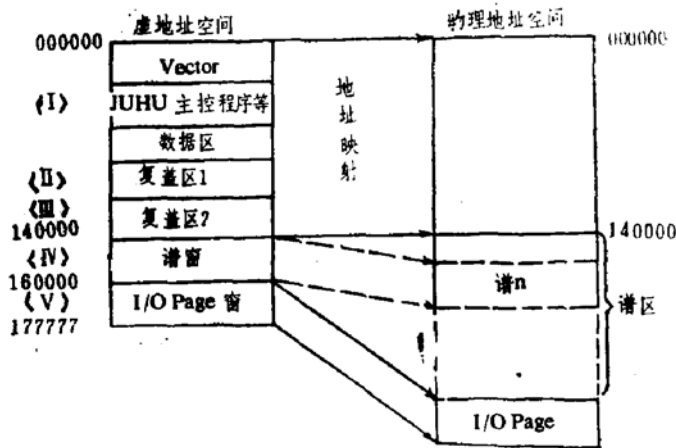 虚地址空间
物理地址空间
000000
000000
Vector
《I》
JUHU 主控程序等
地址映射
数据区
《II》
复盖区1
《III》
复盖区2
140000
140000
《IV》
谱窗
谱n
谱区
160000
《V》
I/O Page 窗
177777
I/O Page